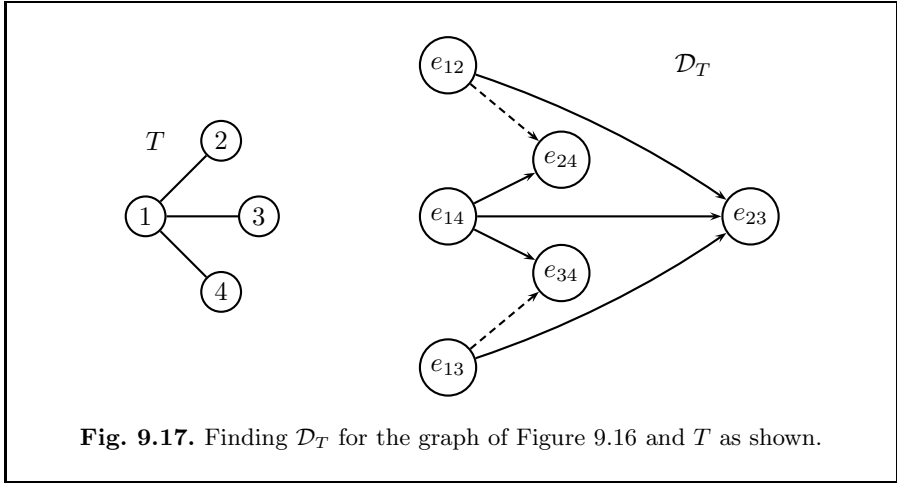 T
1
2
3
4
e₁₂
e₂₄
e₁₄
e₃₄
e₁₃
e₂₃
𝒟_T
Fig. 9.17. Finding 𝒟_T for the graph of Figure 9.16 and T as shown.